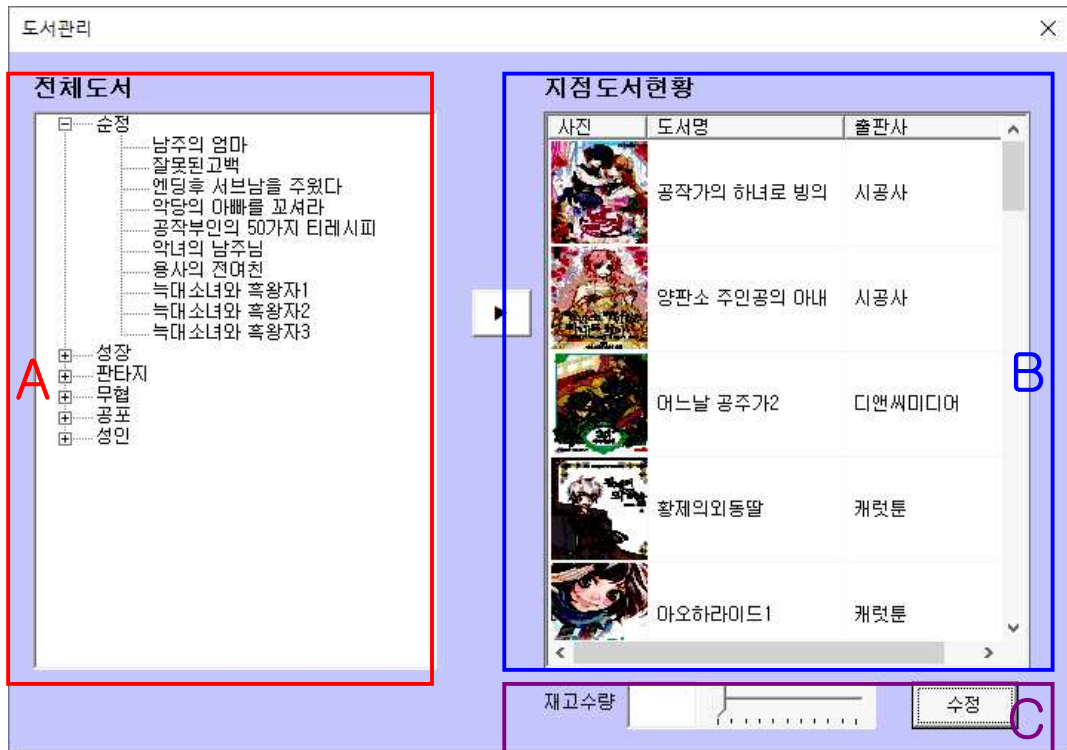 도서관리
전체도서
순정
남주의 엄마
잘못된고백
엔딩후 서브남을 주웠다
악당의 아빠를 꼬셔라
공작부인의 50가지 티레시피
악녀의 남주님
용사의 전여친
늑대소녀와 흑왕자1
늑대소녀와 흑왕자2
늑대소녀와 흑왕자3
성장
판타지
무협
공포
성인
A
지점도서현황
사진 도서명 출판사
공작가의 하녀로 빙의 시공사
양판소 주인공의 아내 시공사
어느날 공주가2 디앤씨미디어
황제의외동딸 캐럿툰
아오하라이드1 캐럿툰
B
재고수량 수정
C